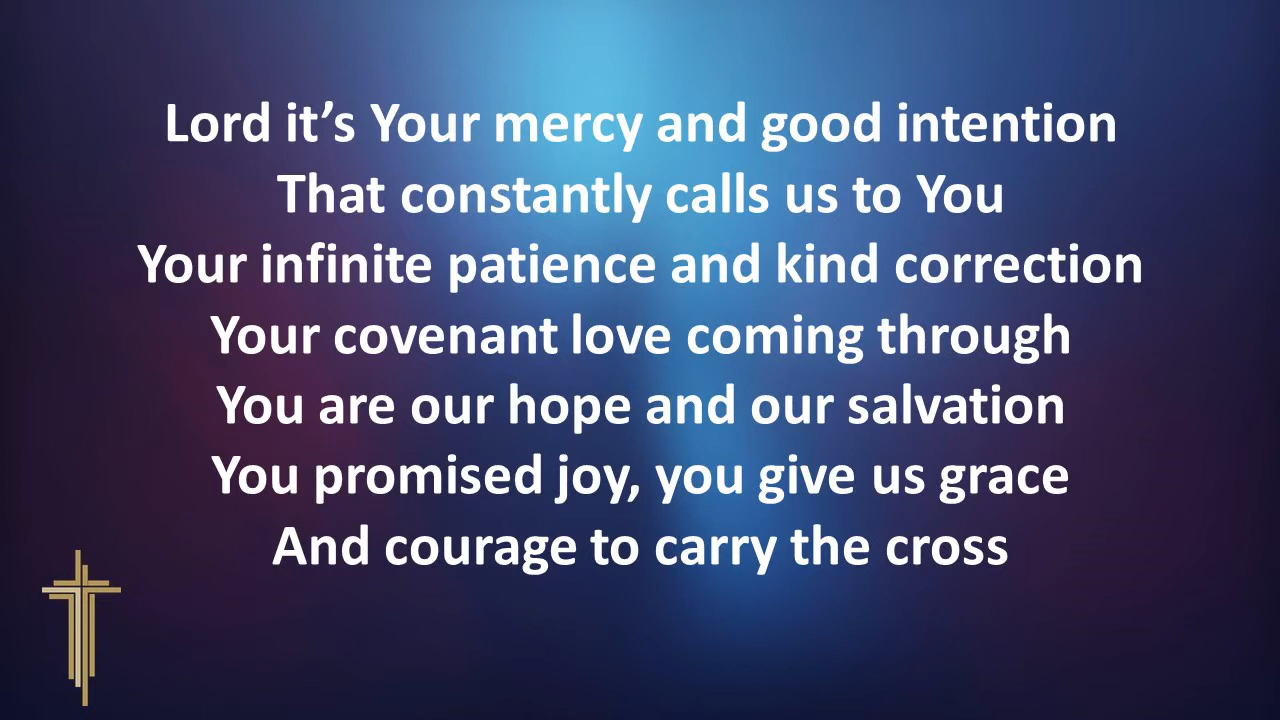 Lord it’s Your mercy and good intention
That constantly calls us to You
Your infinite patience and kind correction
Your covenant love coming through
You are our hope and our salvation
You promised joy, you give us grace
And courage to carry the cross